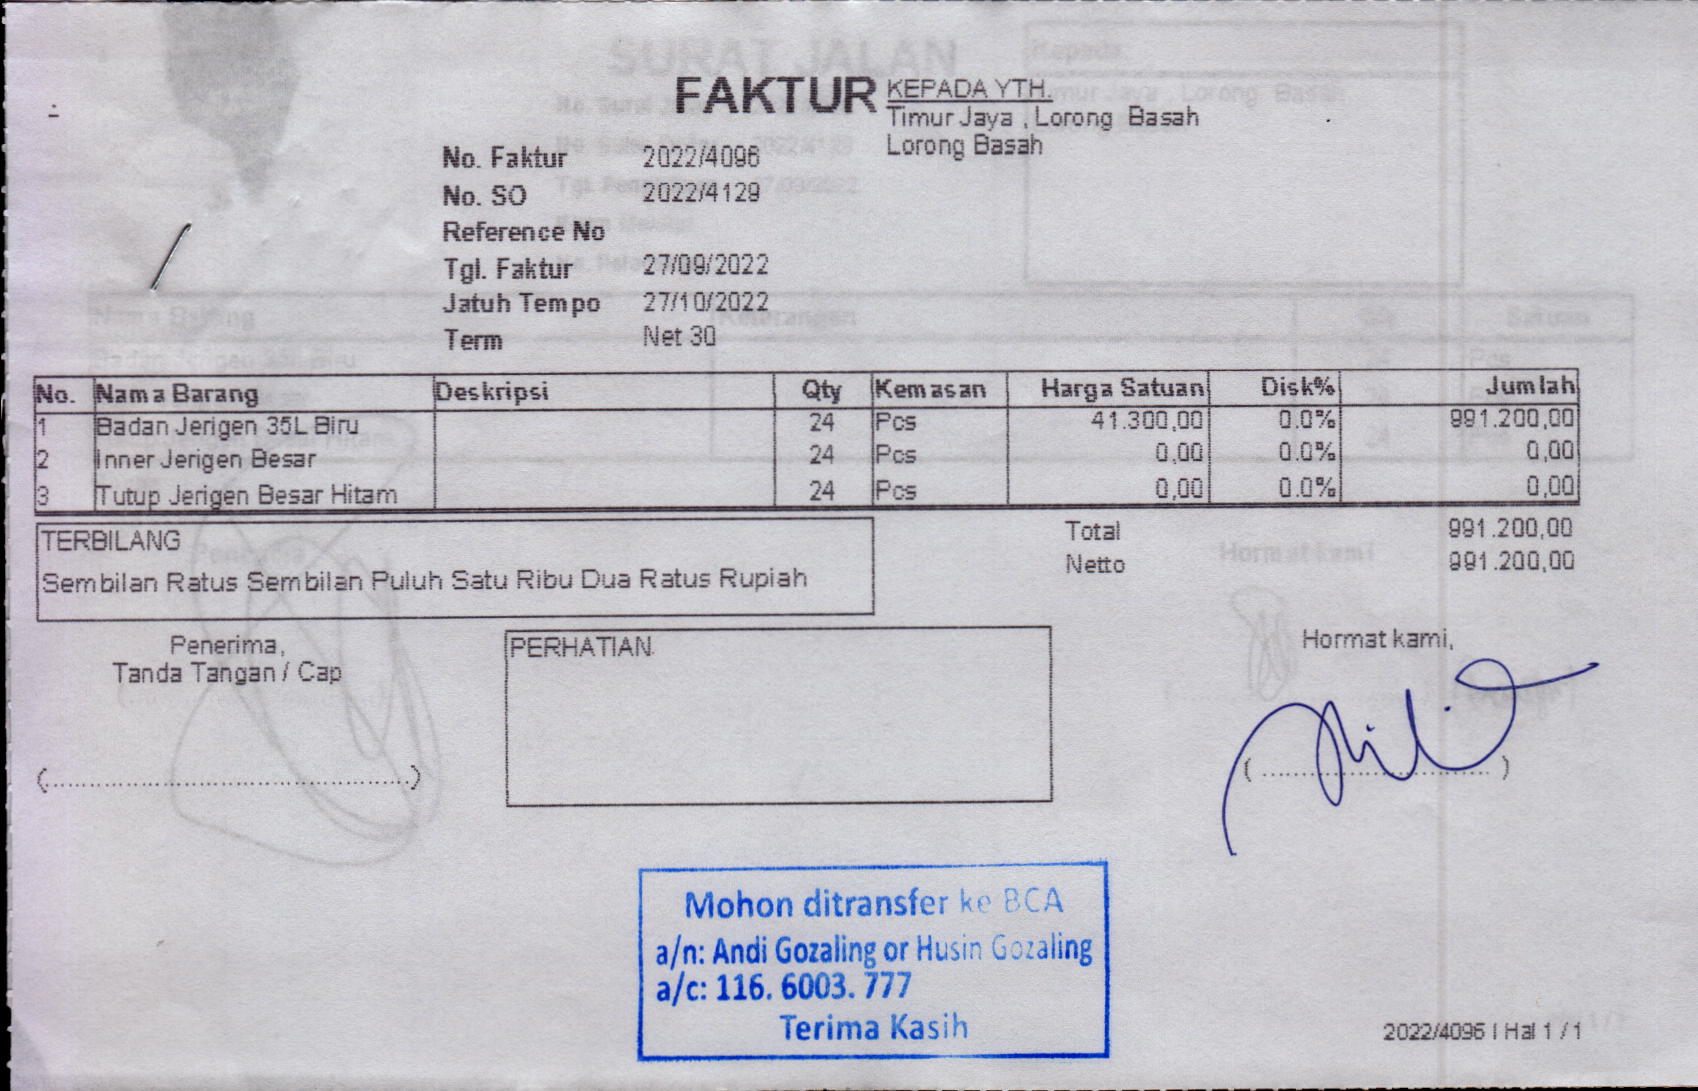 FAKTUR
KEPADA YTH.
Timur Jaya , Lorong Basah
Lorong Basah
No. Faktur 2022/4096
No. SO 2022/4129
Reference No
Tgl. Faktur 27/09/2022
Jatuh Tempo 27/10/2022
Term Net 30
No. Nama Barang Deskripsi Qty Kemasan Harga Satuan Disk% Jumlah
1 Badan Jerigen 35L Biru 24 Pcs 41.300,00 0.0% 991.200,00
2 Inner Jerigen Besar 24 Pcs 0,00 0.0% 0,00
3 Tutup Jerigen Besar Hitam 24 Pcs 0,00 0.0% 0,00
TERBILANG
Sembilan Ratus Sembilan Puluh Satu Ribu Dua Ratus Rupiah
Total 991.200,00
Netto 991.200,00
Penerima,
Tanda Tangan / Cap
PERHATIAN
Hormat kami,
Mohon ditransfer ke BCA
a/n: Andi Gozaling or Husin Gozaling
a/c: 116. 6003. 777
Terima Kasih
2022/4096 | Hal 1 / 1